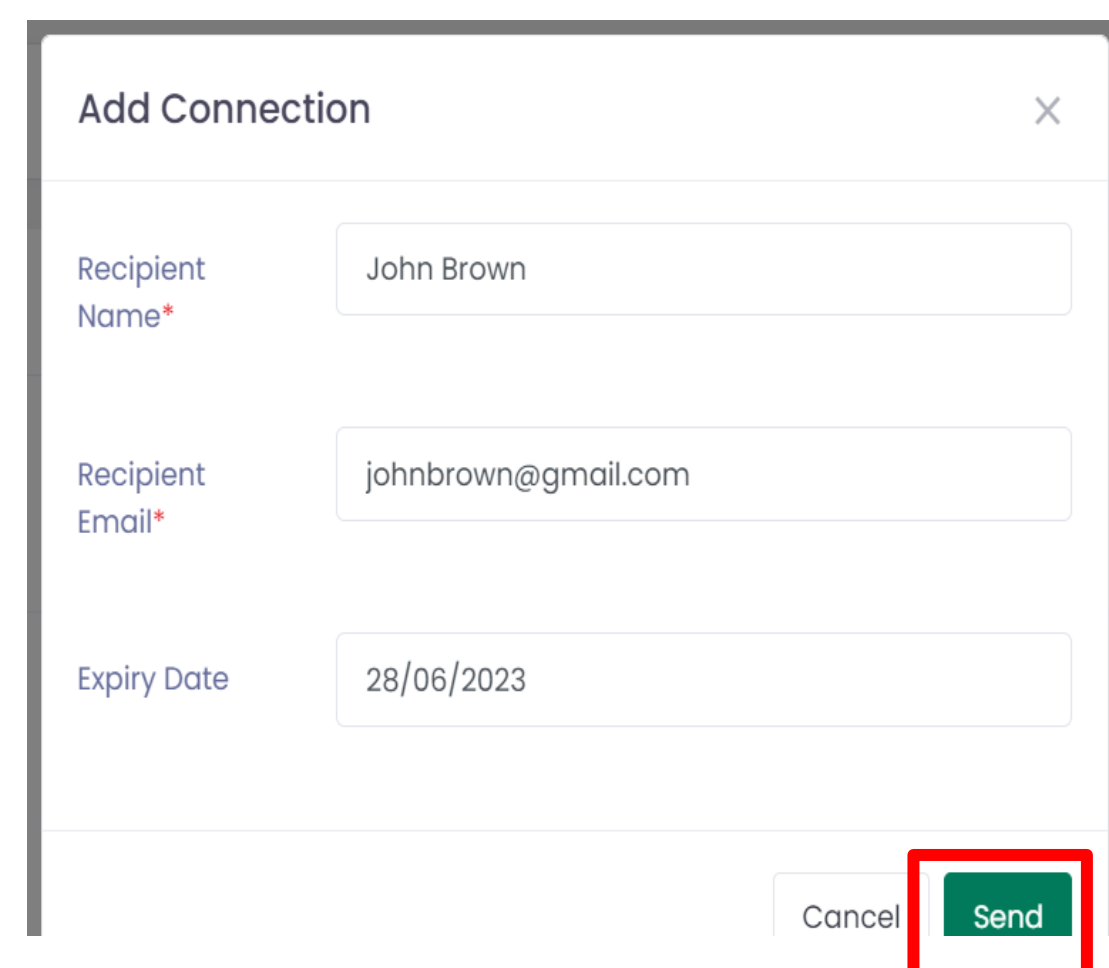 Add Connection
Recipient
Name*
John Brown
Recipient
Email*
johnbrown@gmail.com
Expiry Date
28/06/2023
Cancel
Send